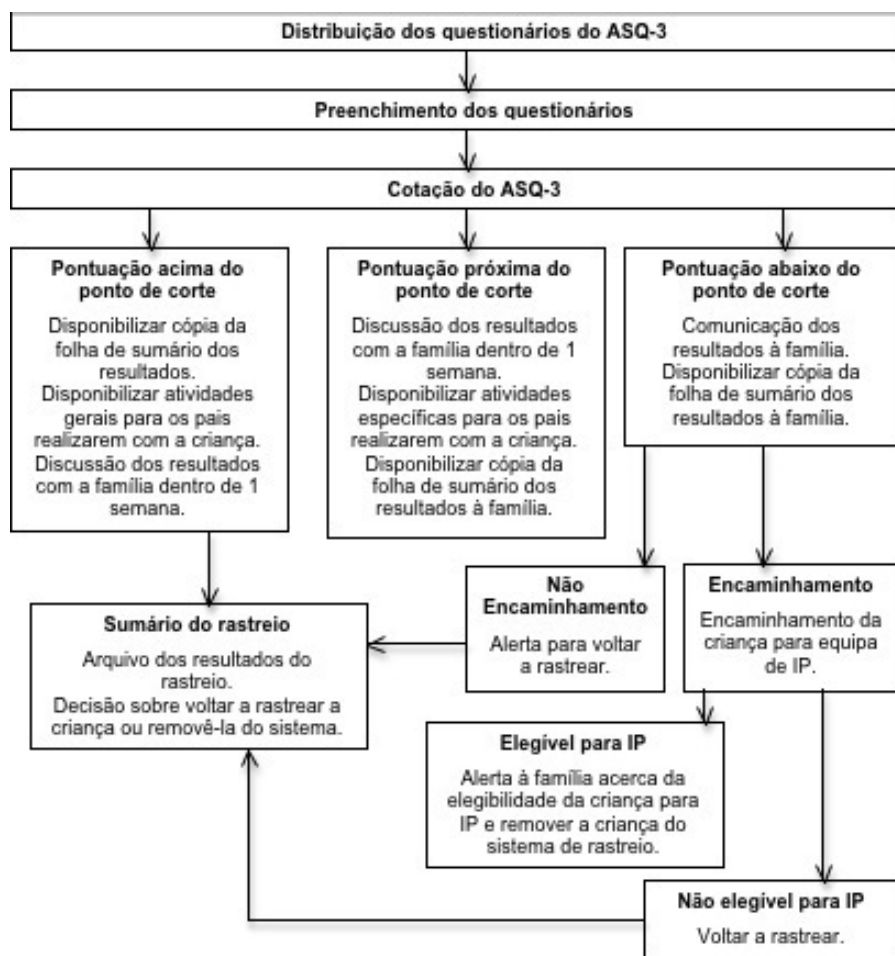 Distribuição dos questionários do ASQ-3
Preenchimento dos questionários
Cotação do ASQ-3
Pontuação acima do
ponto de corte
Disponibilizar cópia da
folha de sumário dos
resultados.
Disponibilizar atividades
gerais para os pais
realizarem com a criança.
Discussão dos resultados
com a família dentro de 1
semana.
Pontuação próxima do
ponto de corte
Discussão dos resultados
com a família dentro de 1
semana.
Disponibilizar atividades
específicas para os pais
realizarem com a criança.
Disponibilizar cópia da
folha de sumário dos
resultados à família.
Pontuação abaixo do
ponto de corte
Comunicação dos
resultados à família.
Disponibilizar cópia da
folha de sumário dos
resultados à família.
Não
Encaminhamento
Alerta para voltar
a rastrear.
Encaminhamento
Encaminhamento da
criança para equipa
de IP.
Sumário do rastreio
Arquivo dos resultados do
rastreio.
Decisão sobre voltar a rastrear a
criança ou removê-la do sistema.
Elegível para IP
Alerta à família acerca da
elegibilidade da criança para
IP e remover a criança do
sistema de rastreio.
Não elegível para IP
Voltar a rastrear.